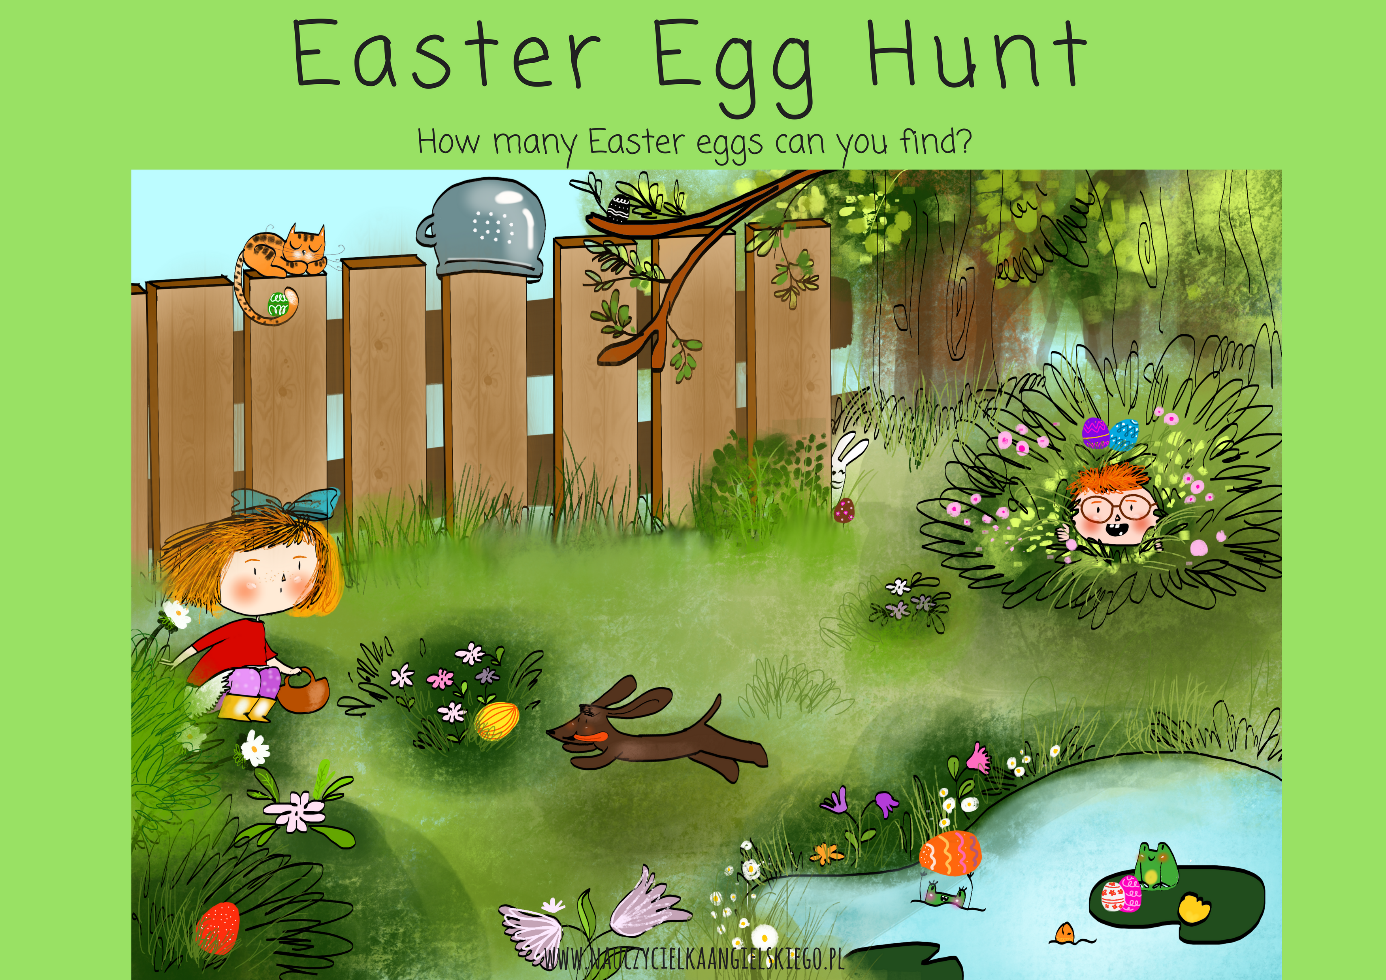 Easter Egg Hunt
How many Easter eggs can you find?
WWW.NAUCZYCIELKAANGIELSKIEGO.PL